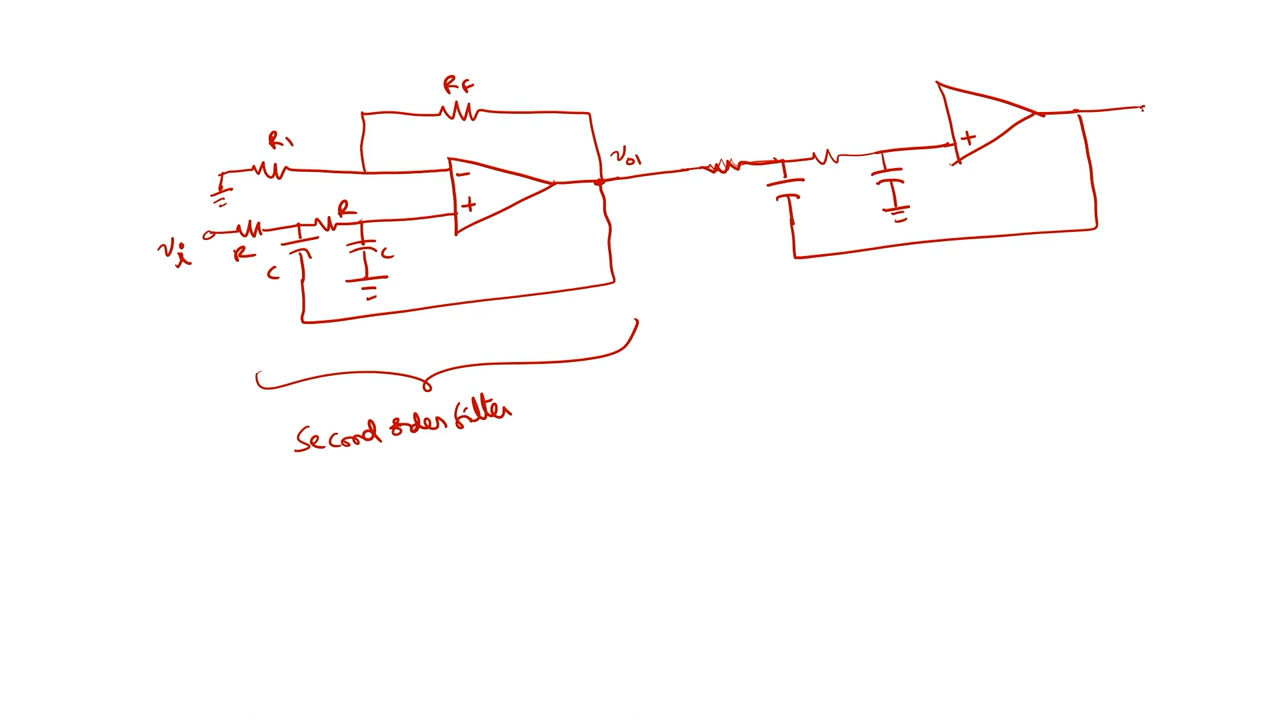 RF
R1
vo1
-
+
+
R
vi
R
C
C
Second order filter